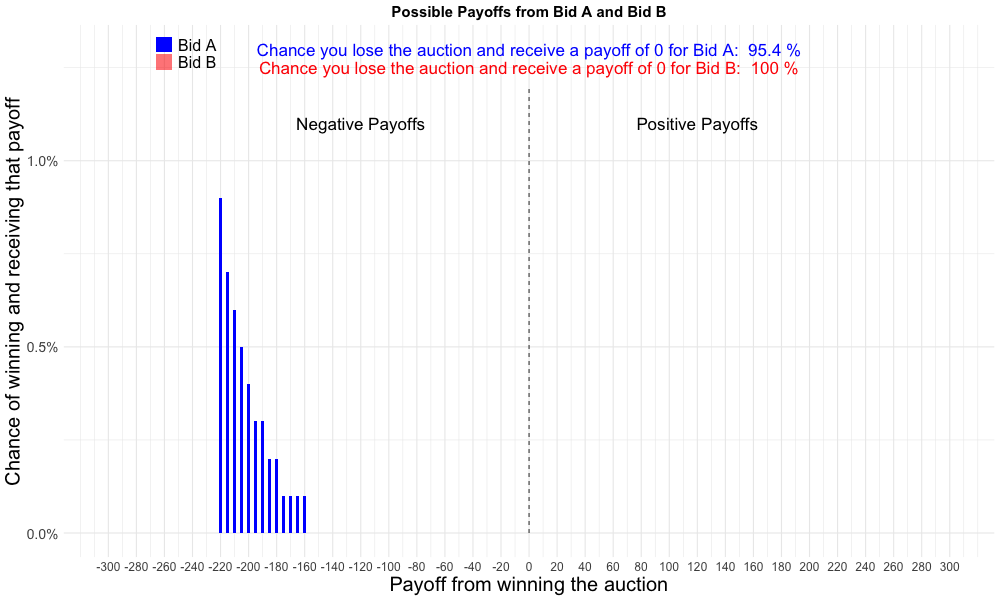 Possible Payoffs from Bid A and Bid B
Bid A
Bid B
Chance you lose the auction and receive a payoff of 0 for Bid A:  95.4 %
Chance you lose the auction and receive a payoff of 0 for Bid B:  100 %
Negative Payoffs
Positive Payoffs
Chance of winning and receiving that payoff
1.0%
0.5%
0.0%
-300 -280 -260 -240 -220 -200 -180 -160 -140 -120 -100 -80 -60 -40 -20 0 20 40 60 80 100 120 140 160 180 200 220 240 260 280 300
Payoff from winning the auction